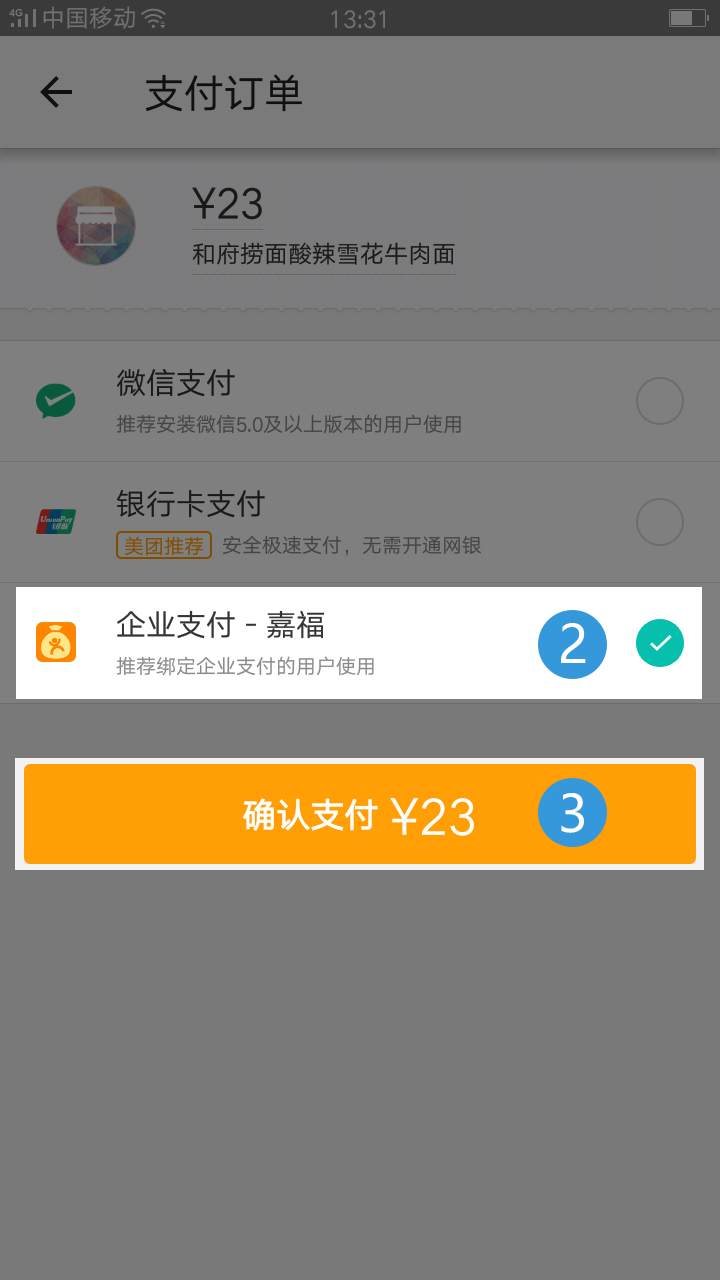 4G 中国移动 13:31
支付订单
¥23
和府捞面酸辣雪花牛肉面
微信支付
推荐安装微信5.0及以上版本的用户使用
UnionPay
银联
银行卡支付
美团推荐 安全极速支付，无需开通网银
企业支付 - 嘉福
2
推荐绑定企业支付的用户使用
确认支付 ¥23
3